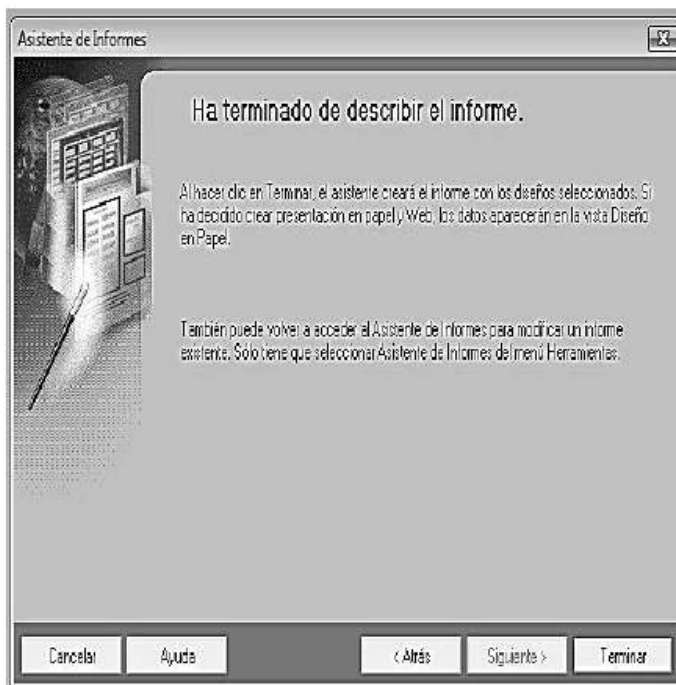 Asistente de Informes
Ha terminado de describir el informe.
Al hacer clic en Terminar, el asistente creará el informe con los diseños seleccionados. Si
ha decidido crear presentación en papel y Web, los datos aparecerán en la vista Diseño
en Papel.
También puede volver a acceder al Asistente de Informes para modificar un informe
existente. Sólo tiene que seleccionar Asistente de Informes del menú Herramientas.
Cancelar Ayuda < Atrás Siguiente > Terminar